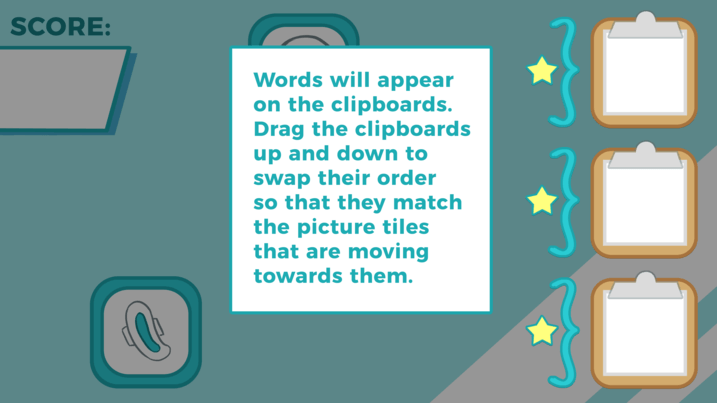 SCORE:
Words will appear
on the clipboards.
Drag the clipboards
up and down to
swap their order
so that they match
the picture tiles
that are moving
towards them.